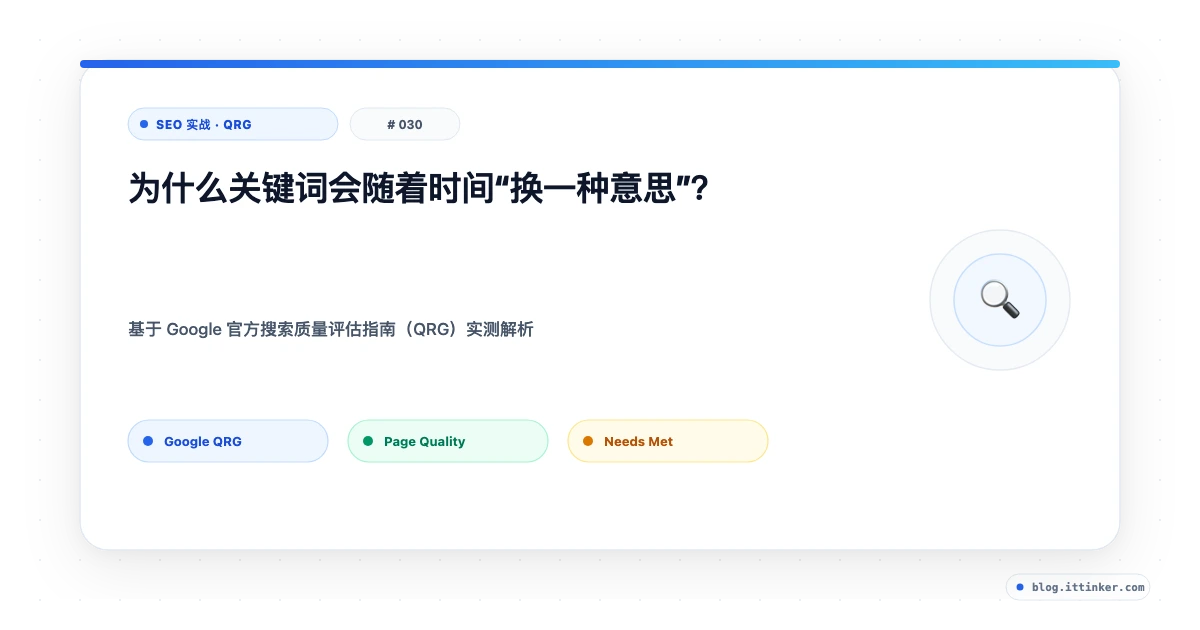 SEO 实战 · QRG
# 030
为什么关键词会随着时间“换一种意思”?
基于 Google 官方搜索质量评估指南（QRG）实测解析
Google QRG
Page Quality
Needs Met
blog.ittinker.com